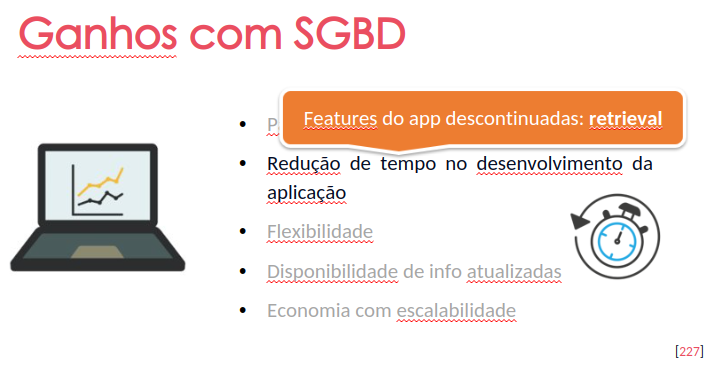 Ganhos com SGBD
Features do app descontinuadas: retrieval
• Redução de tempo no desenvolvimento da
aplicação
• Flexibilidade
• Disponibilidade de info atualizadas
• Economia com escalabilidade
[227]